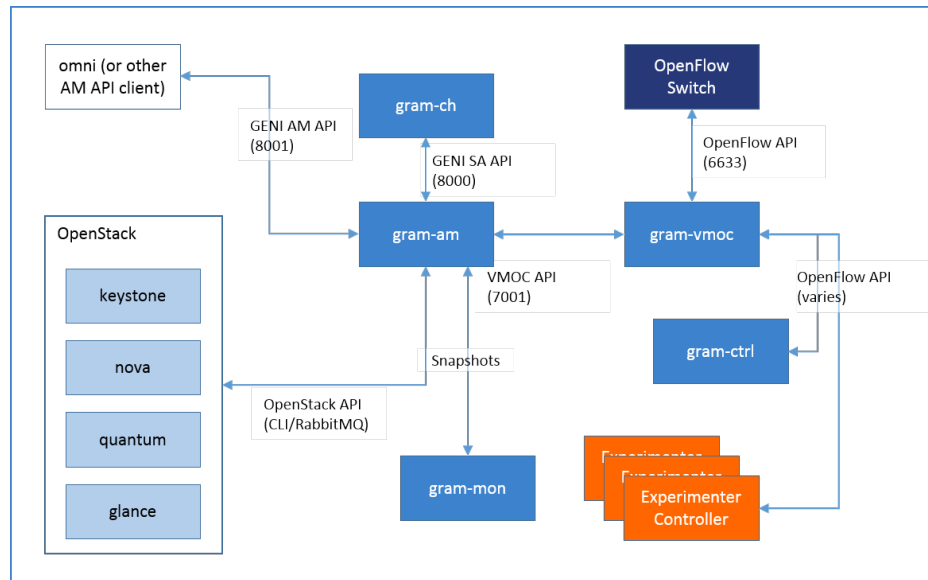 omni (or other
AM API client)
GENI AM API
(8001)
gram-ch
GENI SA API
(8000)
OpenFlow
Switch
OpenFlow API
(6633)
gram-am
gram-vmoc
VMOC API
(7001)
OpenFlow API
(varies)
OpenStack
keystone
nova
quantum
glance
Snapshots
OpenStack API
(CLI/RabbitMQ)
gram-mon
gram-ctrl
Experimenter
Experimenter
Experimenter
Controller